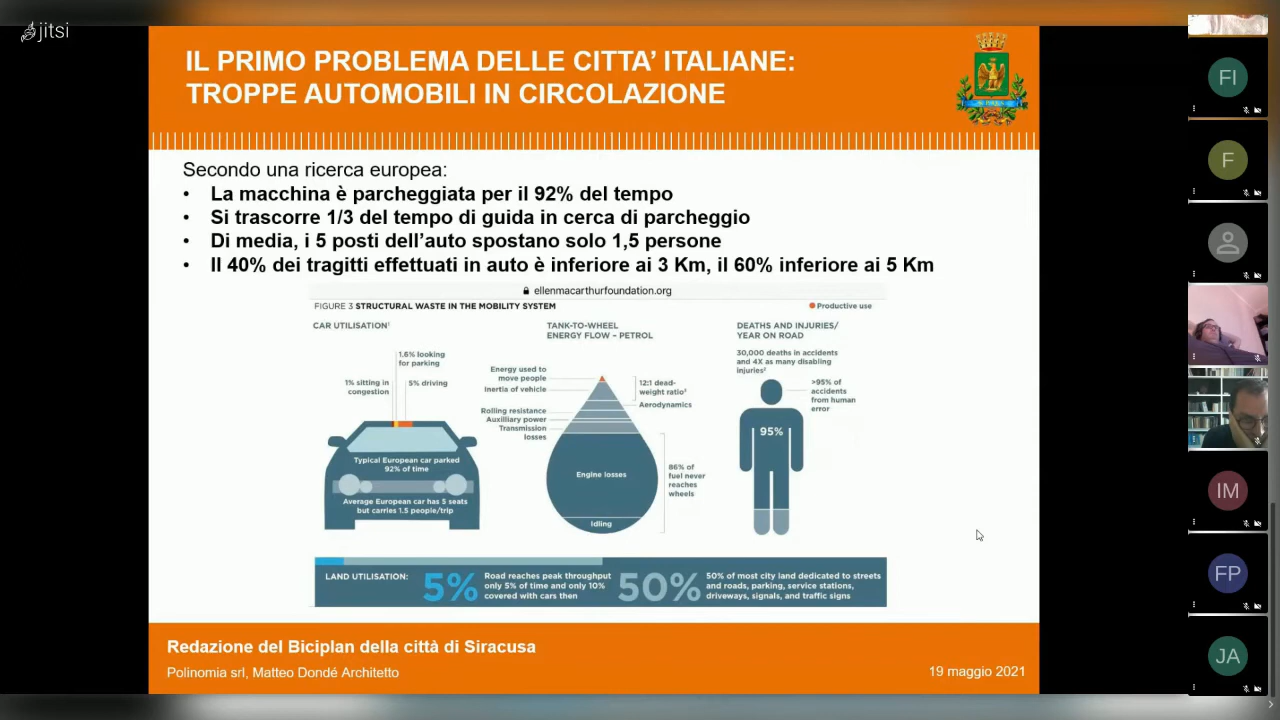 jitsi
IL PRIMO PROBLEMA DELLE CITTA' ITALIANE:
TROPPE AUTOMOBILI IN CIRCOLAZIONE
Secondo una ricerca europea:
• La macchina è parcheggiata per il 92% del tempo
• Si trascorre 1/3 del tempo di guida in cerca di parcheggio
• Di media, i 5 posti dell'auto spostano solo 1,5 persone
• Il 40% dei tragitti effettuati in auto è inferiore ai 3 Km, il 60% inferiore ai 5 Km
ellenmacarthurfoundation.org
FIGURE 3 STRUCTURAL WASTE IN THE MOBILITY SYSTEM
Productive use
CAR UTILISATION¹
1.6% looking
for parking
1% sitting in
congestion
5% driving
Typical European car parked
92% of time
Average European car has 5 seats
but carries 1.5 people/trip
TANK-TO-WHEEL
ENERGY FLOW – PETROL
Energy used to
move people
Inertia of vehicle
12:1 dead-
weight ratio²
Aerodynamics
Rolling resistance
Auxilliary power
Transmission
losses
Engine losses
86% of
fuel never
reaches
wheels
Idling
DEATHS AND INJURIES/
YEAR ON ROAD
30,000 deaths in accidents
and 4X as many disabling
injuries²
>95% of
accidents
from human
error
95%
LAND UTILISATION:
5%
Road reaches peak throughput
only 5% of time and only 10%
covered with cars then
50%
50% of most city land dedicated to streets
and roads, parking, service stations,
driveways, signals, and traffic signs
Redazione del Biciplan della città di Siracusa
Polinomia srl, Matteo Dondé Architetto
19 maggio 2021
FI
F
IM
FP
JA